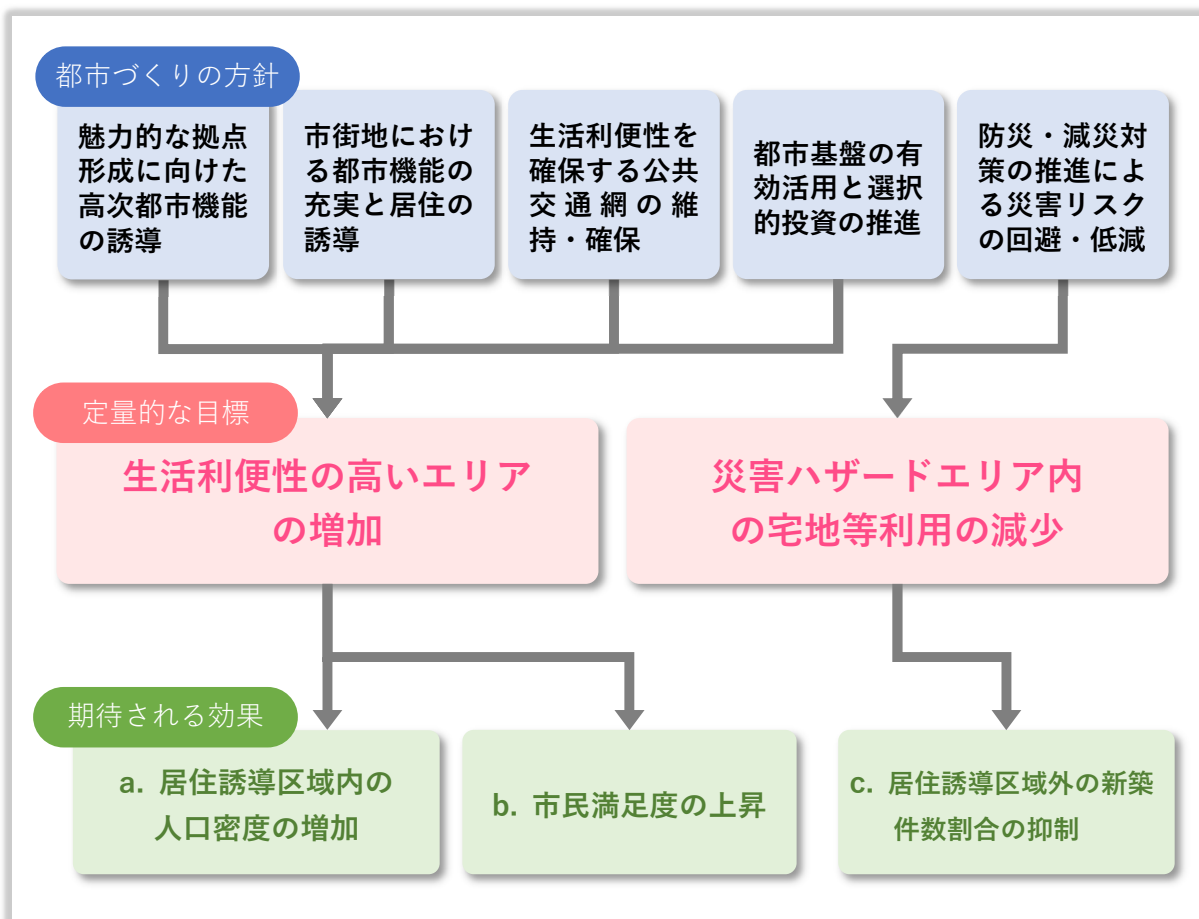 都市づくりの方針
魅力的な拠点
形成に向けた
高次都市機能
の誘導
市街地におけ
る都市機能の
充実と居住の
誘導
生活利便性を
確保する公共
交通網の維
持・確保
都市基盤の有
効活用と選択
的投資の推進
防災・減災対
策の推進によ
る災害リスク
の回避・低減
定量的な目標
生活利便性の高いエリア
の増加
災害ハザードエリア内
の宅地等利用の減少
期待される効果
a. 居住誘導区域内の
人口密度の増加
b. 市民満足度の上昇
c. 居住誘導区域外の新築
件数割合の抑制